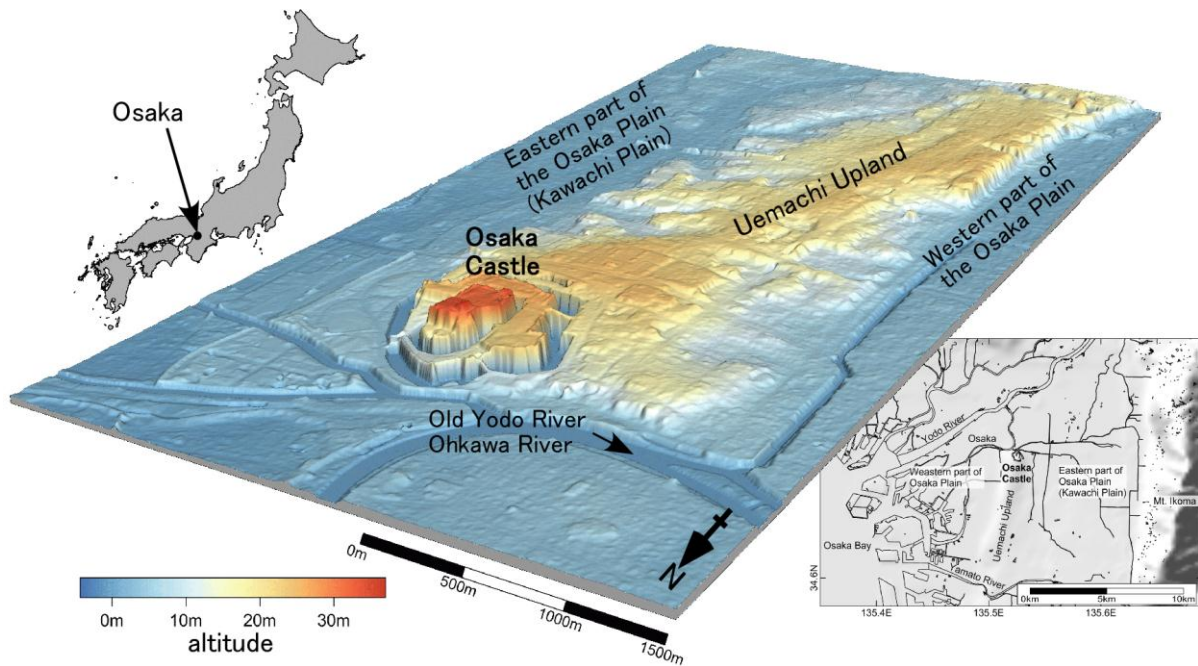 Osaka
Eastern part of
the Osaka Plain
(Kawachi Plain)
Uemachi Upland
Western part of
the Osaka Plain
Osaka
Castle
Old Yodo River
Ohkawa River
N
0m
500m
1000m
1500m
0m
10m
20m
30m
altitude
Yodo River
Osaka
Weastern part of
Osaka Plain
Osaka
Castle
Eastern part of
Osaka Plain
(Kawachi Plain)
Mt. Ikoma
Uemachi Upland
Osaka Bay
Yamato River
34.6N
0km
5km
10km
135.4E
135.5E
135.6E